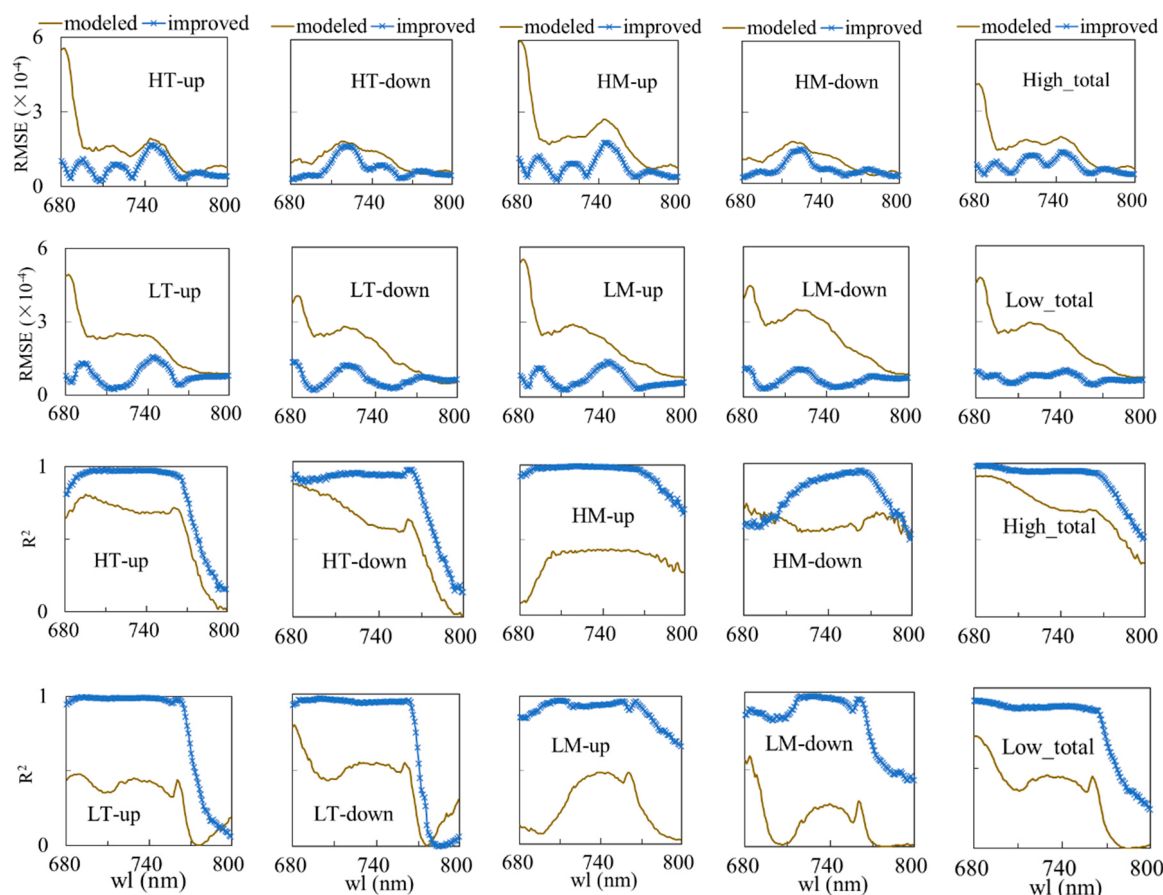 modeled improved modeled improved modeled improved modeled improved modeled improved
6
3
0
RMSE (×10⁻⁴)
HT-up HT-down HM-up HM-down High_total
680 740 800 680 740 800 680 740 800 680 740 800 680 740 800
6
3
0
RMSE (×10⁻⁴)
LT-up LT-down LM-up LM-down Low_total
680 740 800 680 740 800 680 740 800 680 740 800 680 740 800
1
0
R²
HT-up HT-down HM-up HM-down High_total
680 740 800 680 740 800 680 740 800 680 740 800 680 740 800
1
0
R²
LT-up LT-down LM-up LM-down Low_total
680 740 800 680 740 800 680 740 800 680 740 800 680 740 800
wl (nm) wl (nm) wl (nm) wl (nm) wl (nm)